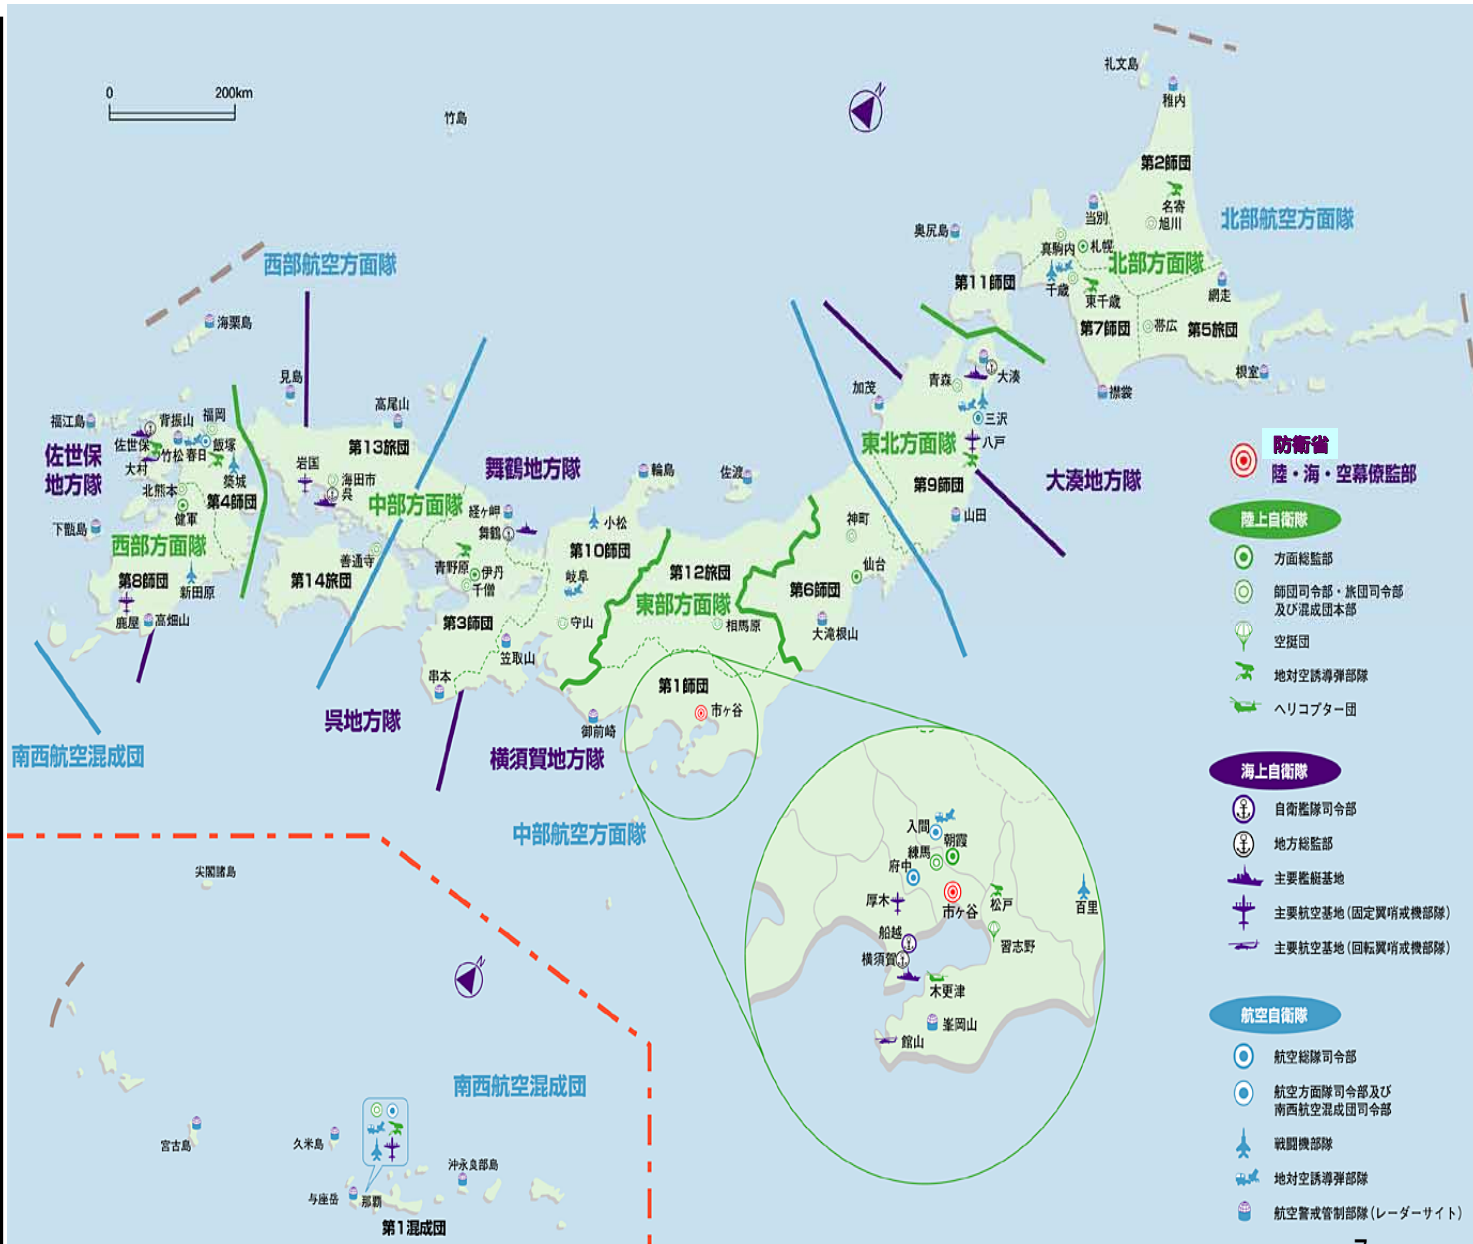 0 200km
竹島
N
礼文島
稚内
第2師団
名寄
旭川
北部航空方面隊
当別
奥尻島
真駒内
札幌
北部方面隊
第11師団
千歳
東千歳
網走
第7師団
帯広
第5旅団
根室
襟裳
西部航空方面隊
海栗島
見島
高尾山
福江島
背振山
福岡
佐世保
竹松
春日
飯塚
大村
築城
佐世保
地方隊
北熊本
第4師団
健軍
下甑島
西部方面隊
第8師団
新田原
鹿屋
高畑山
第13旅団
岩国
海田市
呉
中部方面隊
善通寺
第14旅団
舞鶴地方隊
経ヶ岬
舞鶴
青野原
伊丹
千僧
第3師団
笠取山
串本
輪島
小松
第10師団
岐阜
守山
佐渡
第12旅団
東部方面隊
相馬原
加茂
青森
大湊
三沢
八戸
東北方面隊
第9師団
山田
大湊地方隊
神町
仙台
第6師団
大滝根山
第1師団
市ヶ谷
御前崎
呉地方隊
横須賀地方隊
中部航空方面隊
南西航空混成団
尖閣諸島
N
南西航空混成団
宮古島
久米島
沖永良部島
与座岳
那覇
第1混成団
入間
朝霞
練馬
府中
市ヶ谷
松戸
百里
厚木
船越
習志野
横須賀
木更津
峯岡山
館山
防衛省
陸・海・空幕僚監部
陸上自衛隊
方面総監部
師団司令部・旅団司令部
及び混成団本部
空挺団
地対空誘導弾部隊
ヘリコプター団
海上自衛隊
自衛艦隊司令部
地方総監部
主要艦艇基地
主要航空基地(固定翼哨戒機部隊)
主要航空基地(回転翼哨戒機部隊)
航空自衛隊
航空総隊司令部
航空方面隊司令部及び
南西航空混成団司令部
戦闘機部隊
地対空誘導弾部隊
航空警戒管制部隊(レーダーサイト)